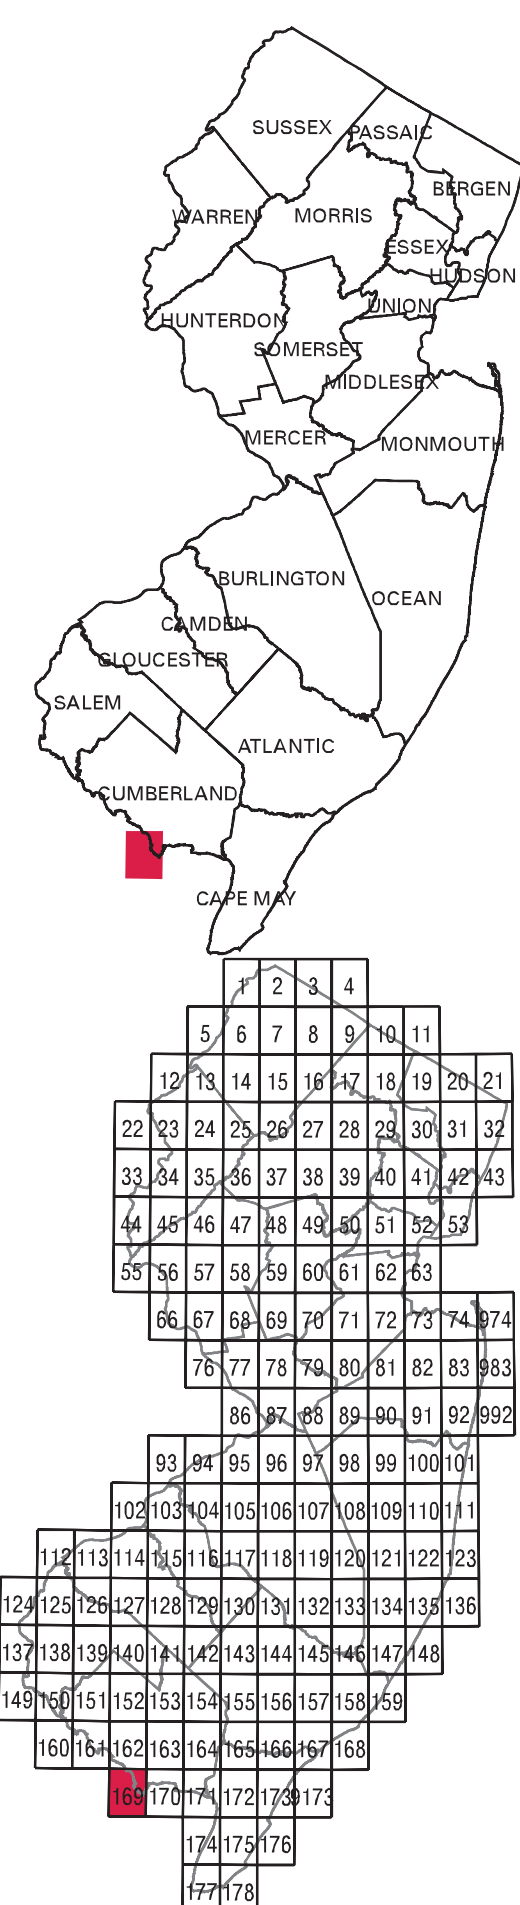 SUSSEX
PASSAIC
BERGEN
WARREN
MORRIS
ESSEX
HUDSON
UNION
HUNTERDON
SOMERSET
MIDDLESEX
MERCER
MONMOUTH
BURLINGTON
OCEAN
CAMDEN
GLOUCESTER
SALEM
ATLANTIC
CUMBERLAND
CAPE MAY
1 2 3 4
5 6 7 8 9 10 11
12 13 14 15 16 17 18 19 20 21
22 23 24 25 26 27 28 29 30 31 32
33 34 35 36 37 38 39 40 41 42 43
44 45 46 47 48 49 50 51 52 53
55 56 57 58 59 60 61 62 63
66 67 68 69 70 71 72 73 74 974
76 77 78 79 80 81 82 83 983
86 87 88 89 90 91 92 992
93 94 95 96 97 98 99 100 101
102 103 104 105 106 107 108 109 110 111
112 113 114 115 116 117 118 119 120 121 122 123
124 125 126 127 128 129 130 131 132 133 134 135 136
137 138 139 140 141 142 143 144 145 146 147 148
149 150 151 152 153 154 155 156 157 158 159
160 161 162 163 164 165 166 167 168
169 170 171 172 173 9173
174 175 176
177 178